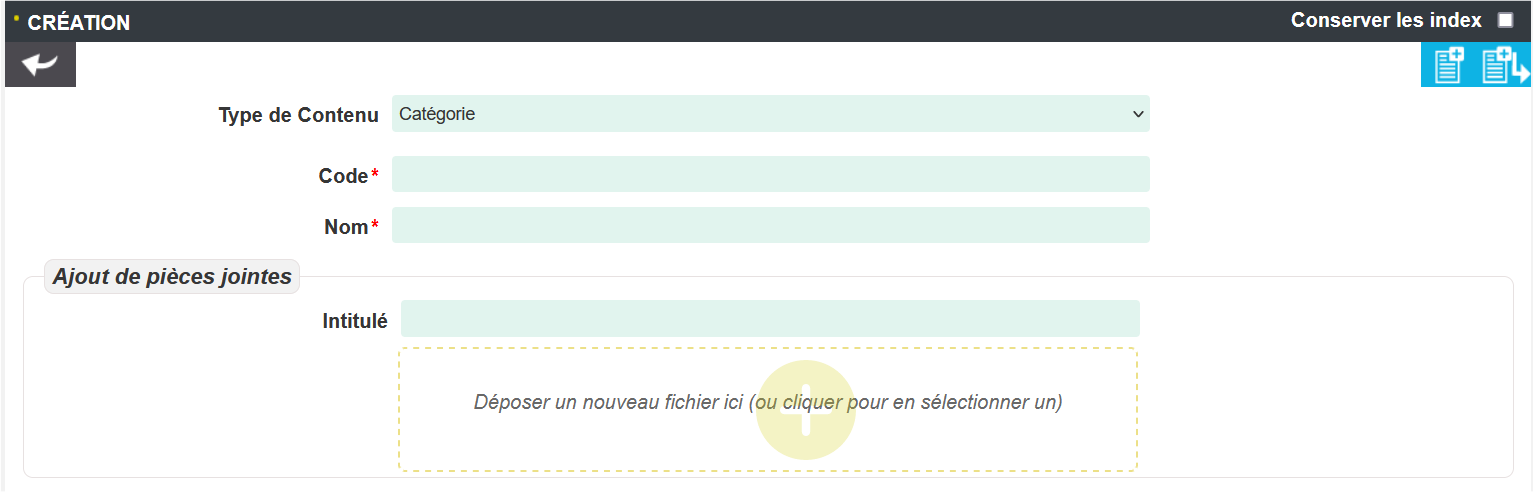 CRÉATION
Conserver les index
Type de Contenu
Catégorie
Code*
Nom*
Ajout de pièces jointes
Intitulé
Déposer un nouveau fichier ici (ou cliquer pour en sélectionner un)